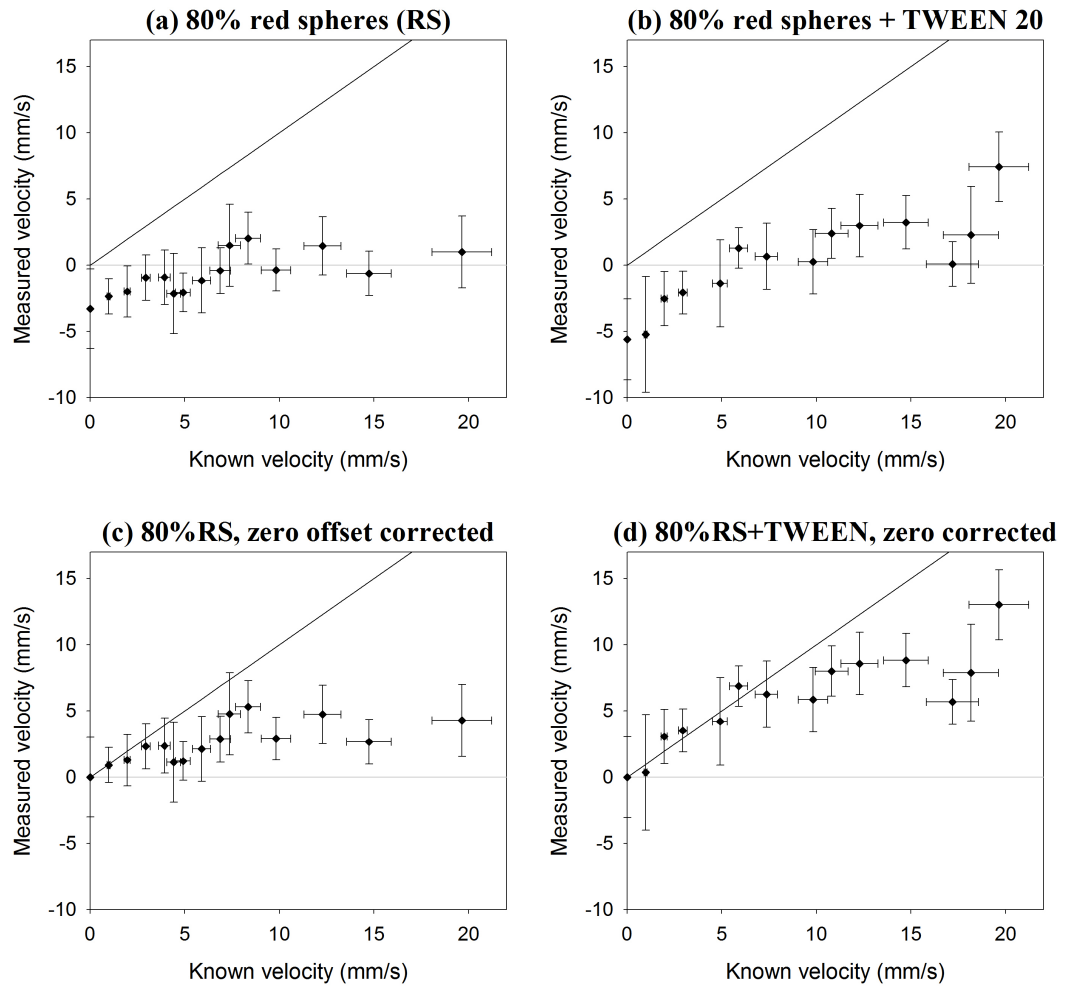 (a) 80% red spheres (RS)
15
10
5
0
-5
-10
0 5 10 15 20
Measured velocity (mm/s)
Known velocity (mm/s)
(b) 80% red spheres + TWEEN 20
15
10
5
0
-5
-10
0 5 10 15 20
Measured velocity (mm/s)
Known velocity (mm/s)
(c) 80%RS, zero offset corrected
15
10
5
0
-5
-10
0 5 10 15 20
Measured velocity (mm/s)
Known velocity (mm/s)
(d) 80%RS+TWEEN, zero corrected
15
10
5
0
-5
-10
0 5 10 15 20
Measured velocity (mm/s)
Known velocity (mm/s)